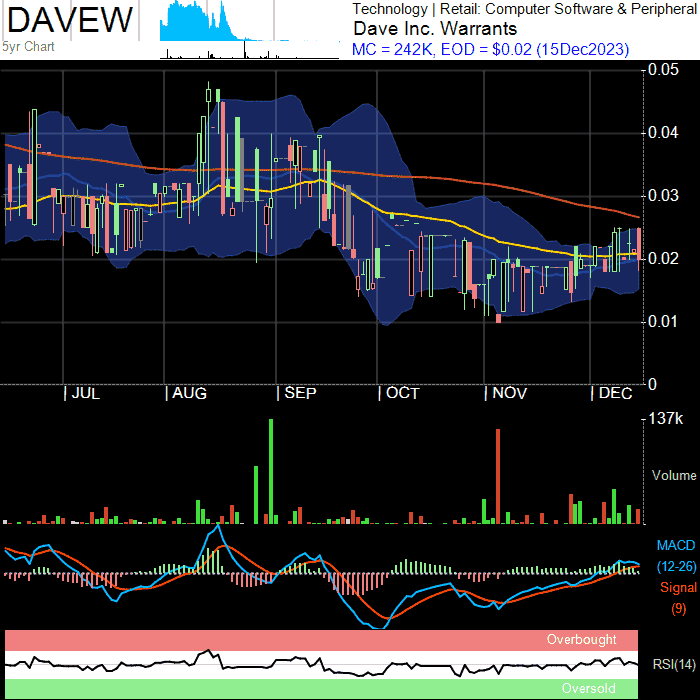 DAVEW
5yr Chart
Technology | Retail: Computer Software & Peripheral
Dave Inc. Warrants
MC = 242K, EOD = $0.02 (15Dec2023)
0.05
0.04
0.03
0.02
0.01
0
| JUL | AUG | SEP | OCT | NOV | DEC
137k
Volume
MACD
(12-26)
Signal
(9)
Overbought
RSI(14)
Oversold